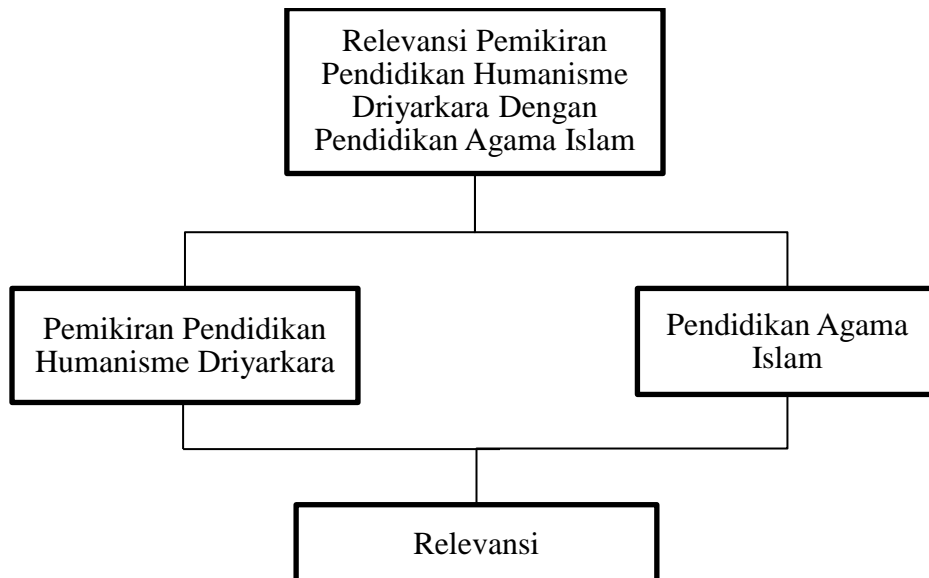 Relevansi Pemikiran
Pendidikan Humanisme
Driyarkara Dengan
Pendidikan Agama Islam
Pemikiran Pendidikan
Humanisme Driyarkara
Pendidikan Agama
Islam
Relevansi